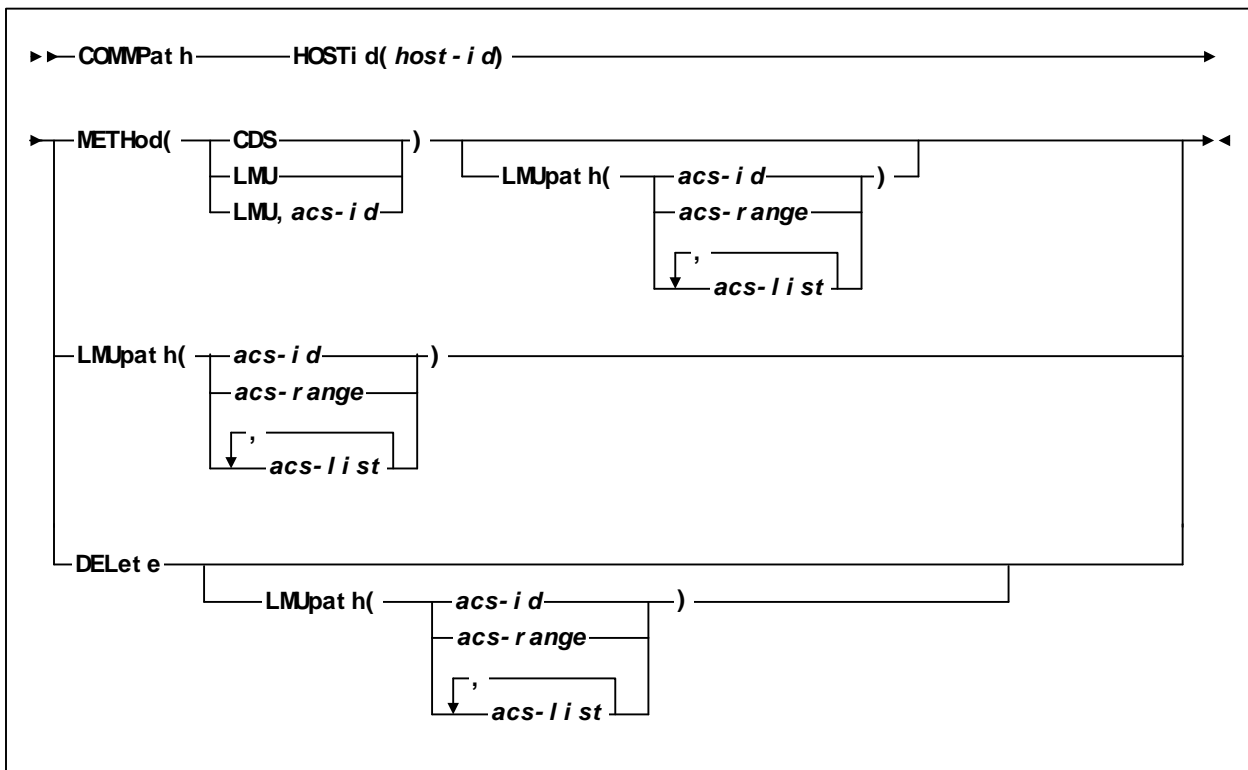 COMMPath HOSTid(host-id)
METHod( CDS )
LMU LMUpath( acs-id )
LMU, acs-id acs-range
,
acs-list
LMUpath( acs-id )
acs-range
,
acs-list
DELete
LMUpath( acs-id )
acs-range
,
acs-list